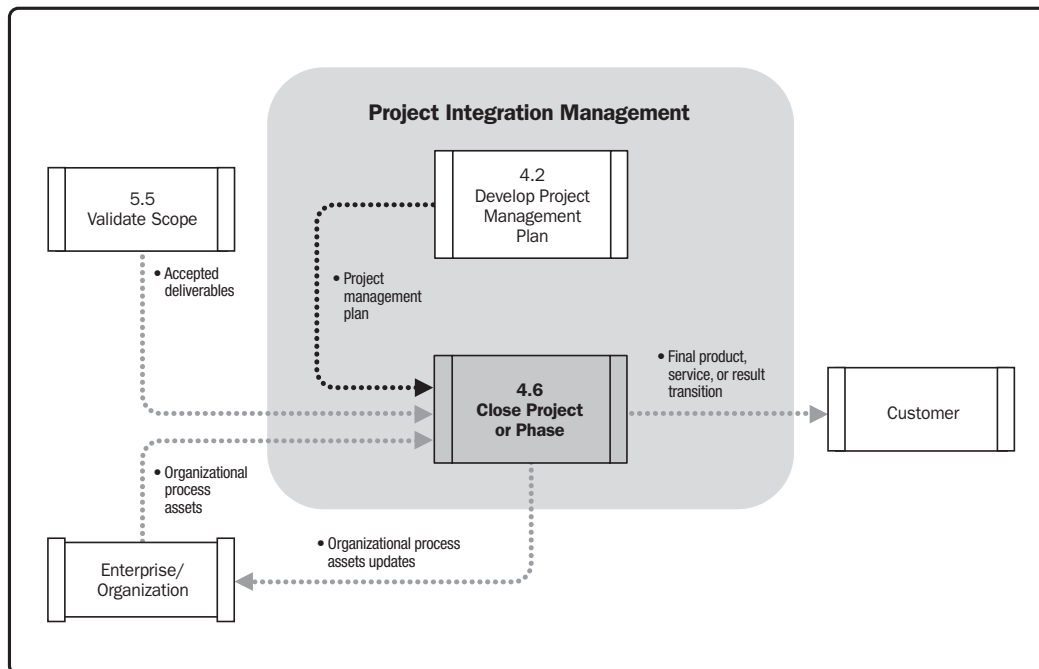 Project Integration Management
5.5
Validate Scope
4.2
Develop Project
Management
Plan
• Accepted
deliverables
• Project
management
plan
4.6
Close Project
or Phase
• Final product,
service, or result
transition
Customer
• Organizational
process
assets
• Organizational process
assets updates
Enterprise/
Organization